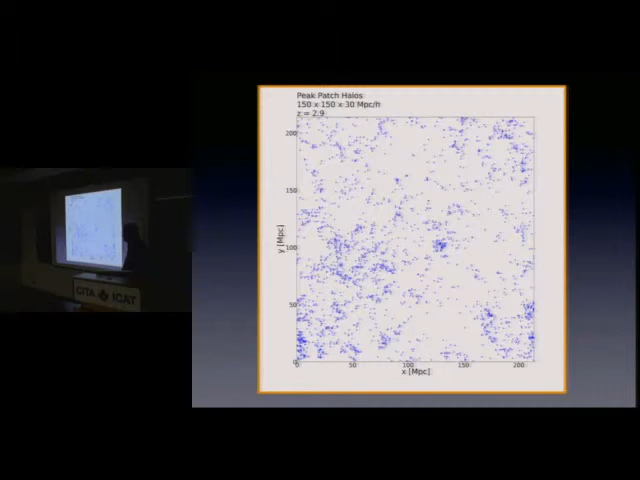 Peak Patch Halos
150 x 150 x 30 Mpc/h
z = 2.9
200
150
y [Mpc]
100
50
0
0 50 100 150 200
x [Mpc]
CITA ICAT